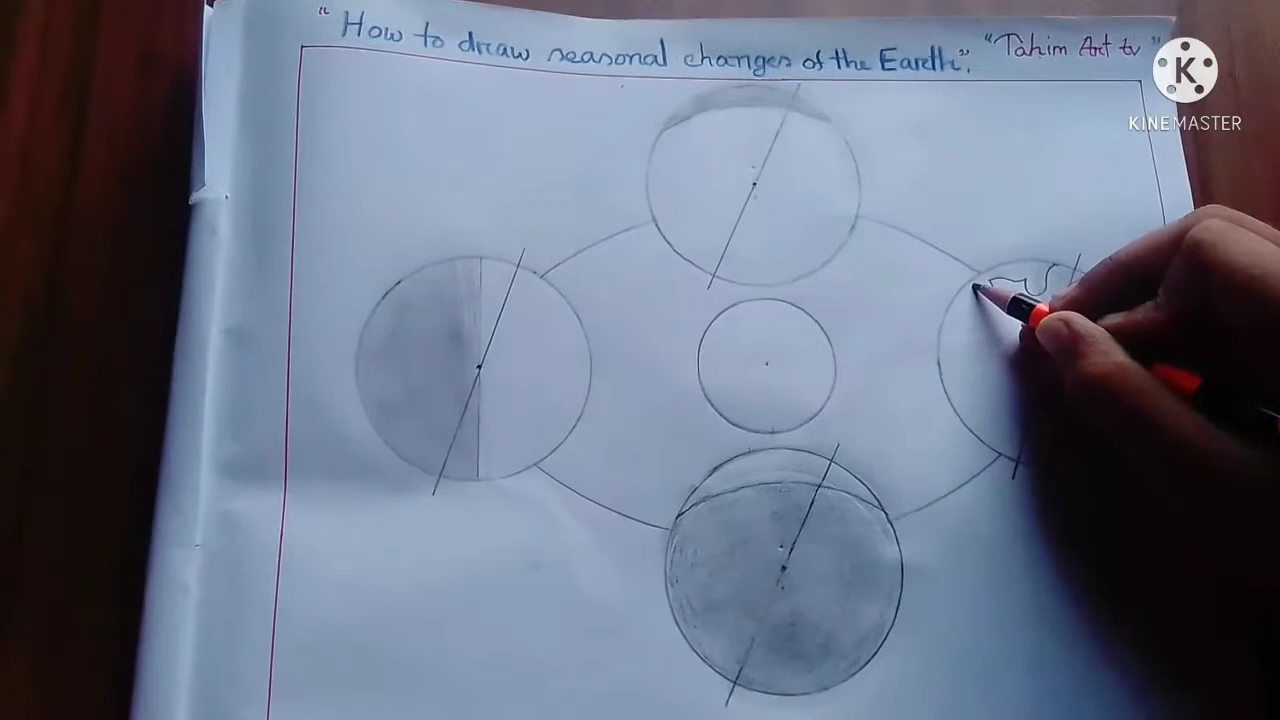 "How to draw seasonal changes of the Earth". "Tahim Art tv"
K
KINEMASTER